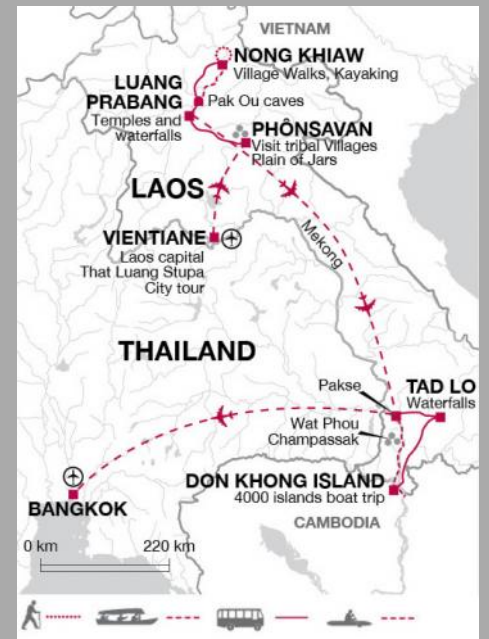 VIETNAM
NONG KHIAW
Village Walks, Kayaking
LUANG
PRABANG
Temples and
waterfalls
Pak Ou caves
PHÔNSAVAN
Visit tribal Villages
Plain of Jars
LAOS
VIENTIANE
Laos capital
That Luang Stupa
City tour
Mekong
THAILAND
Pakse
TAD LO
Waterfalls
Wat Phou
Champassak
DON KHONG ISLAND
4000 islands boat trip
BANGKOK
CAMBODIA
0 km 220 km